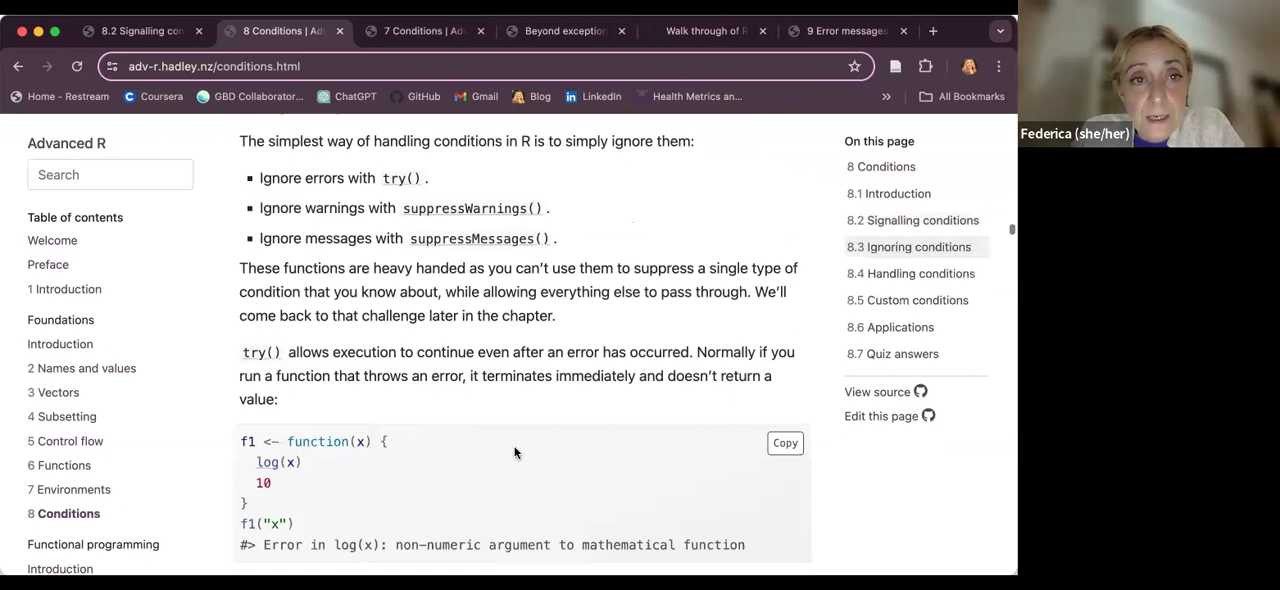 8.2 Signalling con
8 Conditions | Ad
7 Conditions | Adv
Beyond exception
Walk through of R
9 Error messages
adv-r.hadley.nz/conditions.html
Home - Restream
Coursera
GBD Collaborator...
ChatGPT
GitHub
Gmail
Blog
LinkedIn
Health Metrics an...
»
All Bookmarks
Federica (she/her)
Advanced R
Search
Table of contents
Welcome
Preface
1 Introduction
Foundations
Introduction
2 Names and values
3 Vectors
4 Subsetting
5 Control flow
6 Functions
7 Environments
8 Conditions
Functional programming
Introduction
The simplest way of handling conditions in R is to simply ignore them:
▪ Ignore errors with try() .
▪ Ignore warnings with suppressWarnings() .
▪ Ignore messages with suppressMessages() .
These functions are heavy handed as you can't use them to suppress a single type of
condition that you know about, while allowing everything else to pass through. We'll
come back to that challenge later in the chapter.
try() allows execution to continue even after an error has occurred. Normally if you
run a function that throws an error, it terminates immediately and doesn't return a
value:
Copy
f1 <- function(x) {
  log(x)
  10
}
f1("x")
#> Error in log(x): non-numeric argument to mathematical function
On this page
8 Conditions
8.1 Introduction
8.2 Signalling conditions
8.3 Ignoring conditions
8.4 Handling conditions
8.5 Custom conditions
8.6 Applications
8.7 Quiz answers
View source
Edit this page